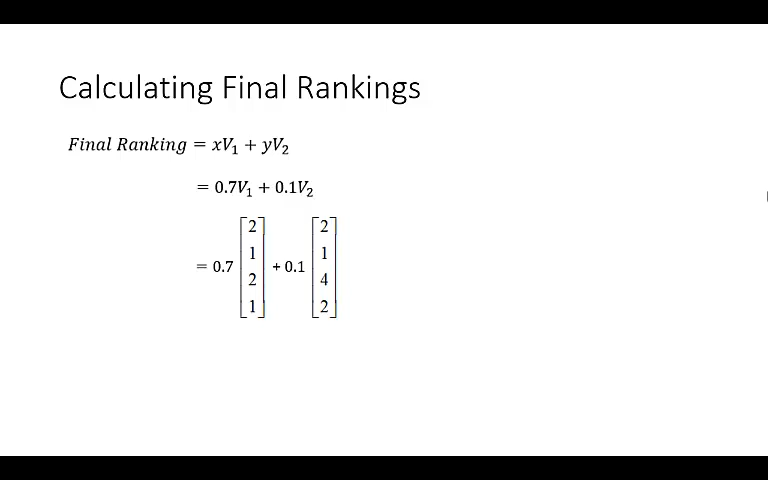 Calculating Final Rankings
Final Ranking = xV₁ + yV₂
= 0.7V₁ + 0.1V₂
= 0.7 [2 1 2 1] + 0.1 [2 1 4 2]